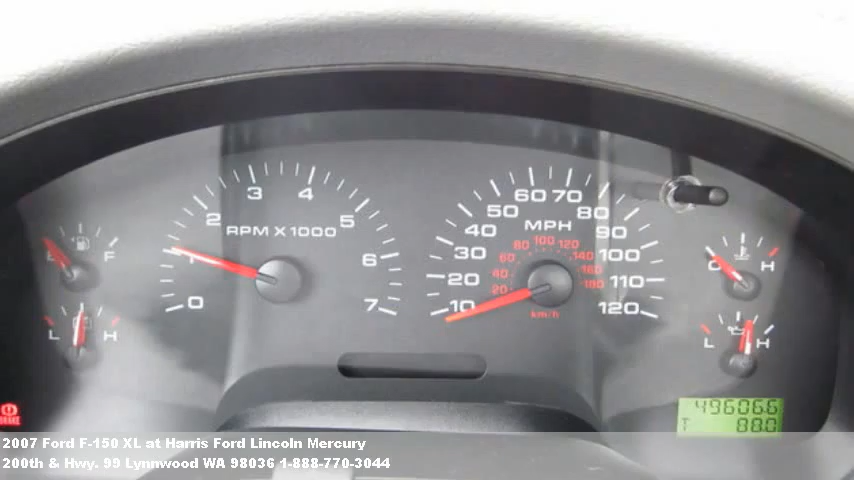 2 3 4 5
1 RPM X 1000 6
0 7
60 70
50 80
40 MPH 90
30 100
20 110
10 120
80 100 120
60 140
40 160
20 180
km/h
E F
L H
C H
L H
BRAKE
496066
T 88.0
2007 Ford F-150 XL at Harris Ford Lincoln Mercury
200th & Hwy. 99 Lynnwood WA 98036 1-888-770-3044